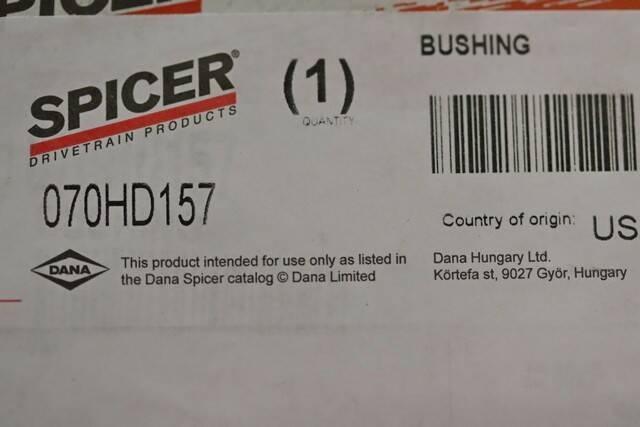 SPICER®
DRIVETRAIN PRODUCTS
(1)
QUANTITY
BUSHING
070HD157
Country of origin: US
DANA
This product intended for use only as listed in
the Dana Spicer catalog © Dana Limited
Dana Hungary Ltd.
Körtefa st, 9027 Győr, Hungary